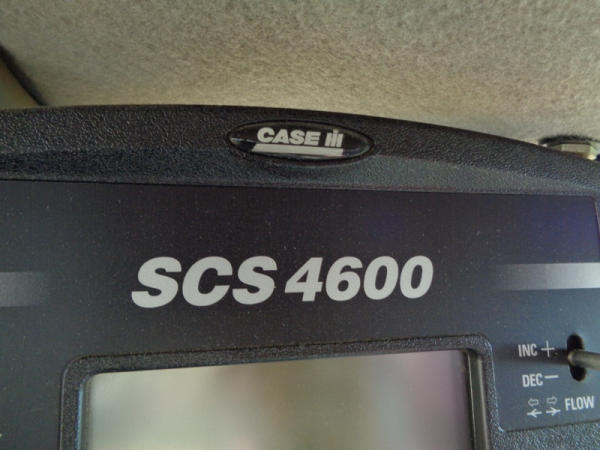 CASE IH
SCS 4600
INC +
DEC −
FLOW